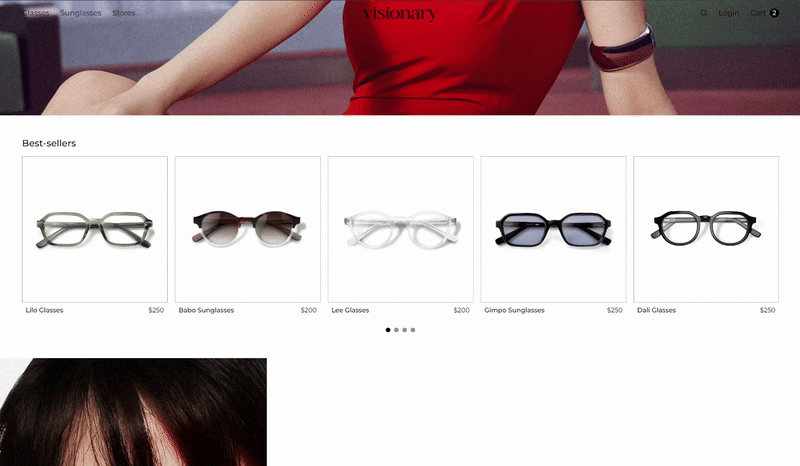 Glasses Sunglasses Stores visionary Login Cart 2
Best-sellers
Lilo Glasses $250 Babo Sunglasses $200 Lee Glasses $200 Gimpo Sunglasses $250 Dali Glasses $250